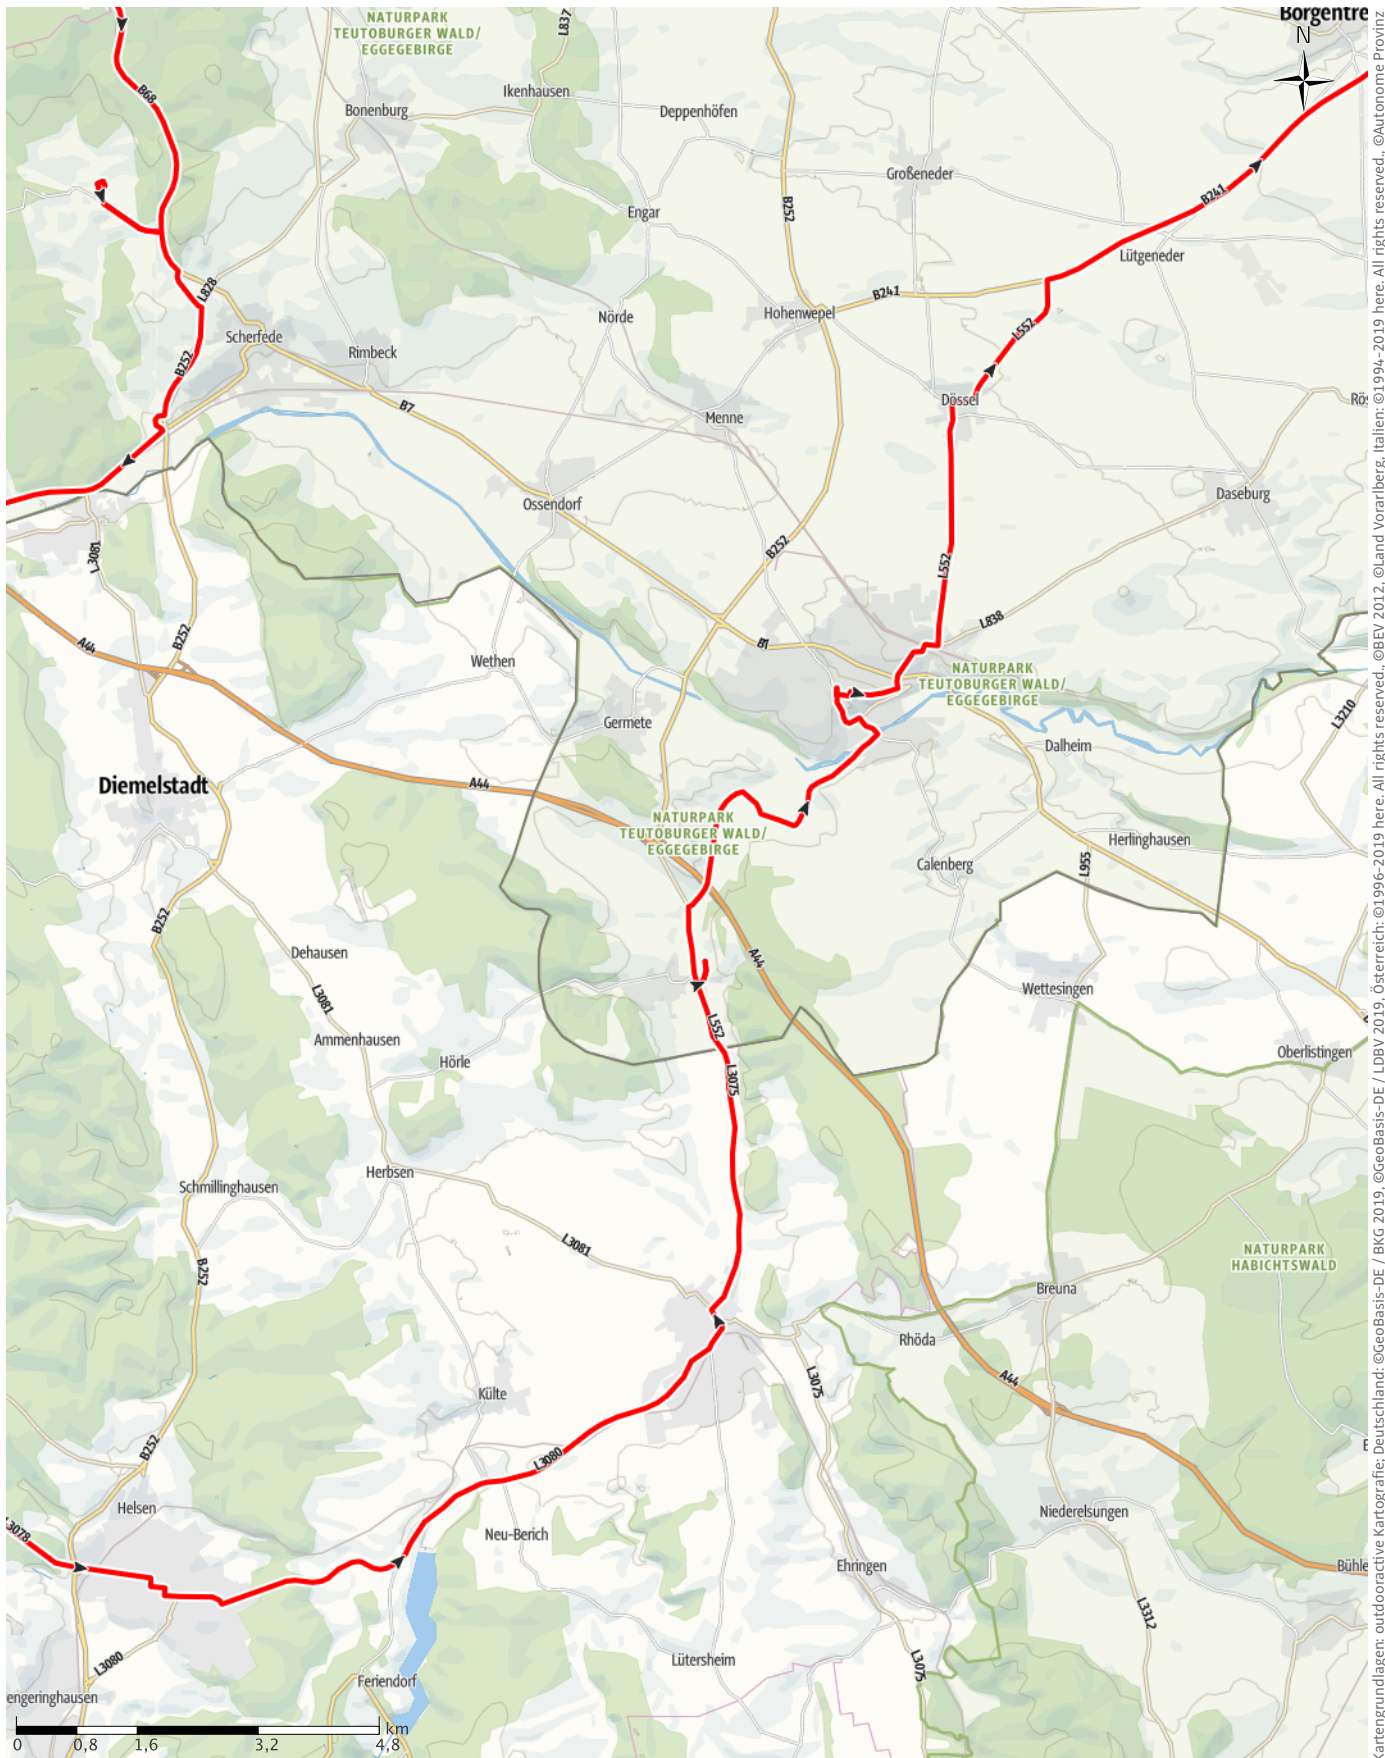 NATURPARK
TEUTOBURGER WALD/
EGGEGEBIRGE
L837
Borgentre
N
B68
Ikenhausen
Bonenburg
Deppenhöfen
Großeneder
B241
B252
Engar
Lütgeneder
L828
B241
Nörde
Hohenwepel
L552
Scherfede
Rimbeck
B252
B7
Dössel
Menne
Daseburg
Ossendorf
B252
L3081
L552
L838
B252
A44
B1
Wethen
NATURPARK
TEUTOBURGER WALD/
EGGEGEBIRGE
L3210
Germete
Dalheim
Diemelstadt
A44
NATURPARK
TEUTOBURGER WALD/
EGGEGEBIRGE
Herlinghausen
Calenberg
L955
B252
Dehausen
A44
L3081
Wettesingen
L552
Ammenhausen
Hörle
Oberlistingen
L3075
Herbsen
Schmillinghausen
L3081
B252
NATURPARK
HABICHTSWALD
Breuna
Rhöda
L3075
A44
Külte
B252
L3080
Helsen
Niederelsungen
L3078
Neu-Berich
Ehringen
Bühle
L3312
L3080
Lütersheim
L3075
Feriendorf
engeringhausen
km
0 0,8 1,6 3,2 4,8
artengrundlagen: outdooractive Kartografie; Deutschland: ©GeoBasis-DE / BKG 2019, ©GeoBasis-DE / LDBV 2019, Österreich: ©1996-2019 here. All rights reserved., ©BEV 2012, ©Land Vorarlberg, Italien: ©1994-2019 here. All rights reserved., ©Autonome Provinz